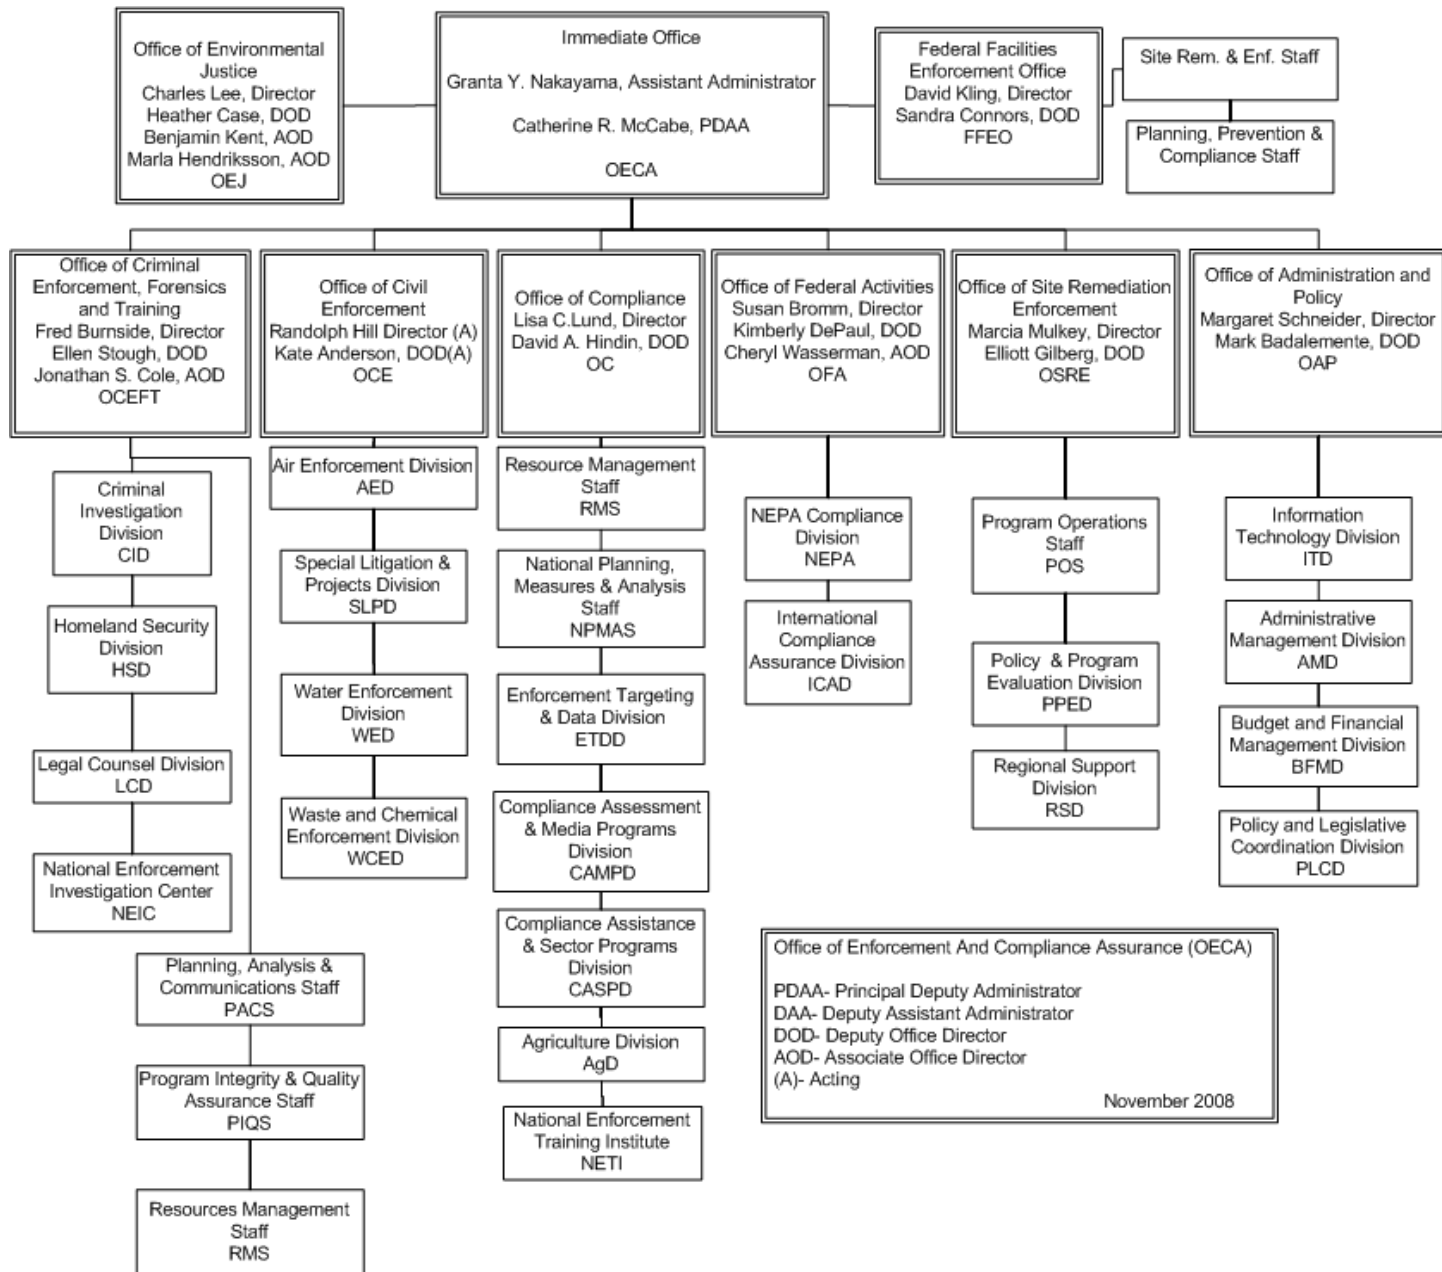 Office of Environmental
Justice
Charles Lee, Director
Heather Case, DOD
Benjamin Kent, AOD
Marla Hendriksson, AOD
OEJ
Immediate Office
Granta Y. Nakayama, Assistant Administrator
Catherine R. McCabe, PDAA
OECA
Federal Facilities
Enforcement Office
David Kling, Director
Sandra Connors, DOD
FFEO
Site Rem. & Enf. Staff
Planning, Prevention &
Compliance Staff
Office of Criminal
Enforcement, Forensics
and Training
Fred Burnside, Director
Ellen Stough, DOD
Jonathan S. Cole, AOD
OCEFT
Office of Civil
Enforcement
Randolph Hill Director (A)
Kate Anderson, DOD(A)
OCE
Office of Compliance
Lisa C.Lund, Director
David A. Hindin, DOD
OC
Office of Federal Activities
Susan Bromm, Director
Kimberly DePaul, DOD
Cheryl Wasserman, AOD
OFA
Office of Site Remediation
Enforcement
Marcia Mulkey, Director
Elliott Gilberg, DOD
OSRE
Office of Administration and
Policy
Margaret Schneider, Director
Mark Badalemente, DOD
OAP
Criminal
Investigation
Division
CID
Homeland Security
Division
HSD
Legal Counsel Division
LCD
National Enforcement
Investigation Center
NEIC
Planning, Analysis &
Communications Staff
PACS
Program Integrity & Quality
Assurance Staff
PIQS
Resources Management
Staff
RMS
Air Enforcement Division
AED
Special Litigation &
Projects Division
SLPD
Water Enforcement
Division
WED
Waste and Chemical
Enforcement Division
WCED
Resource Management
Staff
RMS
National Planning,
Measures & Analysis
Staff
NPMAS
Enforcement Targeting
& Data Division
ETDD
Compliance Assessment
& Media Programs
Division
CAMPD
Compliance Assistance
& Sector Programs
Division
CASPD
Agriculture Division
AgD
National Enforcement
Training Institute
NETI
NEPA Compliance
Division
NEPA
International
Compliance
Assurance Division
ICAD
Program Operations
Staff
POS
Policy & Program
Evaluation Division
PPED
Regional Support
Division
RSD
Information
Technology Division
ITD
Administrative
Management Division
AMD
Budget and Financial
Management Division
BFMD
Policy and Legislative
Coordination Division
PLCD
Office of Enforcement And Compliance Assurance (OECA)
PDAA- Principal Deputy Administrator
DAA- Deputy Assistant Administrator
DOD- Deputy Office Director
AOD- Associate Office Director
(A)- Acting
November 2008